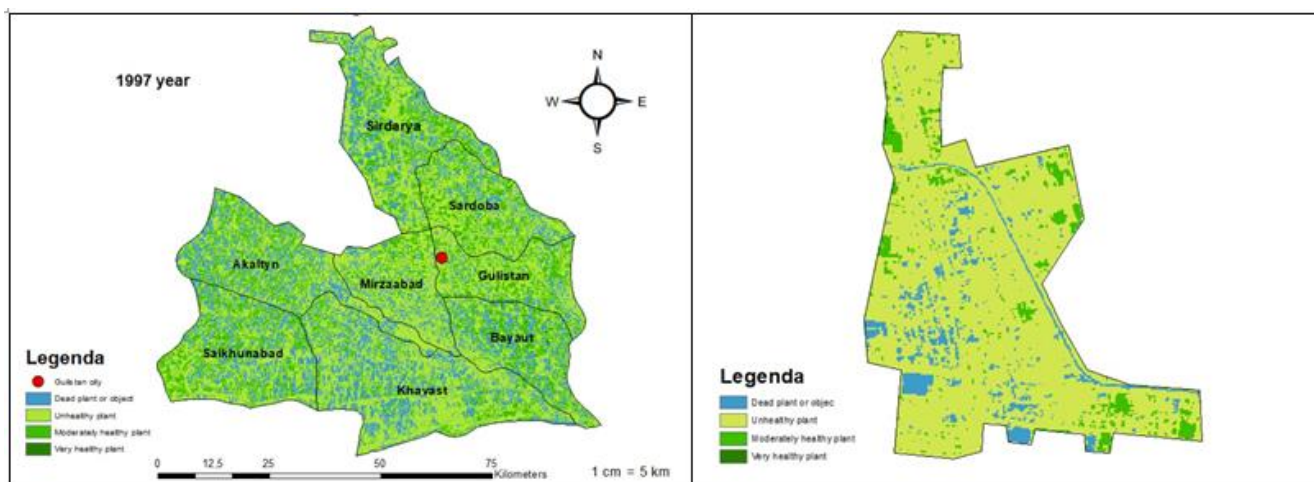 1997 year
N
W E
S
Sirdarya
Sardoba
Akaltyn
Mirzaabad
Gulistan
Bayaut
Saikhunabad
Khayast
Legenda
Gulistan city
Dead plant or object
Unhealthy plant
Moderately healthy plant
Very healthy plant
0 12.5 25 50 75
Kilometers
1 cm = 5 km
Legenda
Dead plant or objec
Unhealthy plant
Moderately healthy plant
Very healthy plant